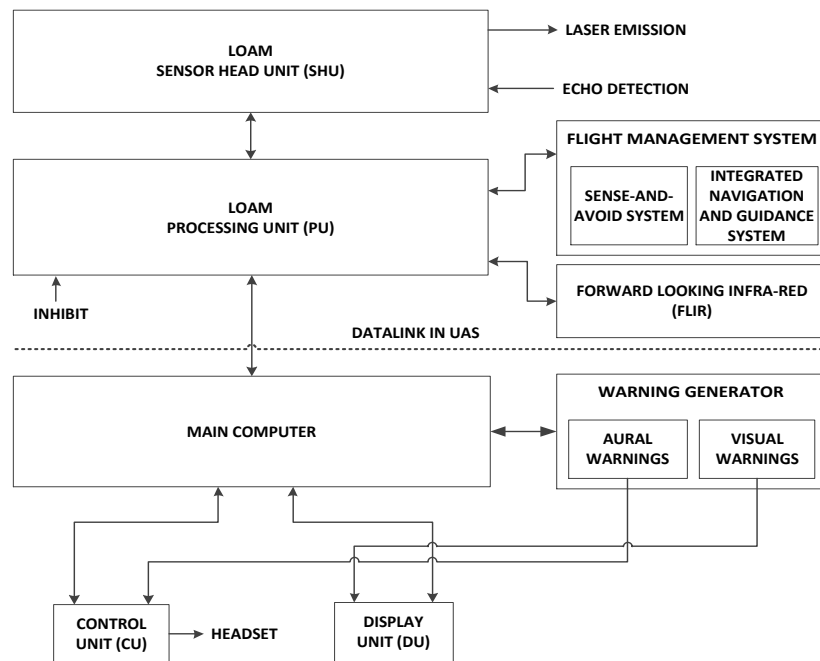 LOAM
SENSOR HEAD UNIT (SHU)
LASER EMISSION
ECHO DETECTION
LOAM
PROCESSING UNIT (PU)
INHIBIT
FLIGHT MANAGEMENT SYSTEM
SENSE-AND-
AVOID SYSTEM
INTEGRATED
NAVIGATION
AND GUIDANCE
SYSTEM
FORWARD LOOKING INFRA-RED
(FLIR)
DATALINK IN UAS
MAIN COMPUTER
WARNING GENERATOR
AURAL
WARNINGS
VISUAL
WARNINGS
CONTROL
UNIT (CU)
HEADSET
DISPLAY
UNIT (DU)